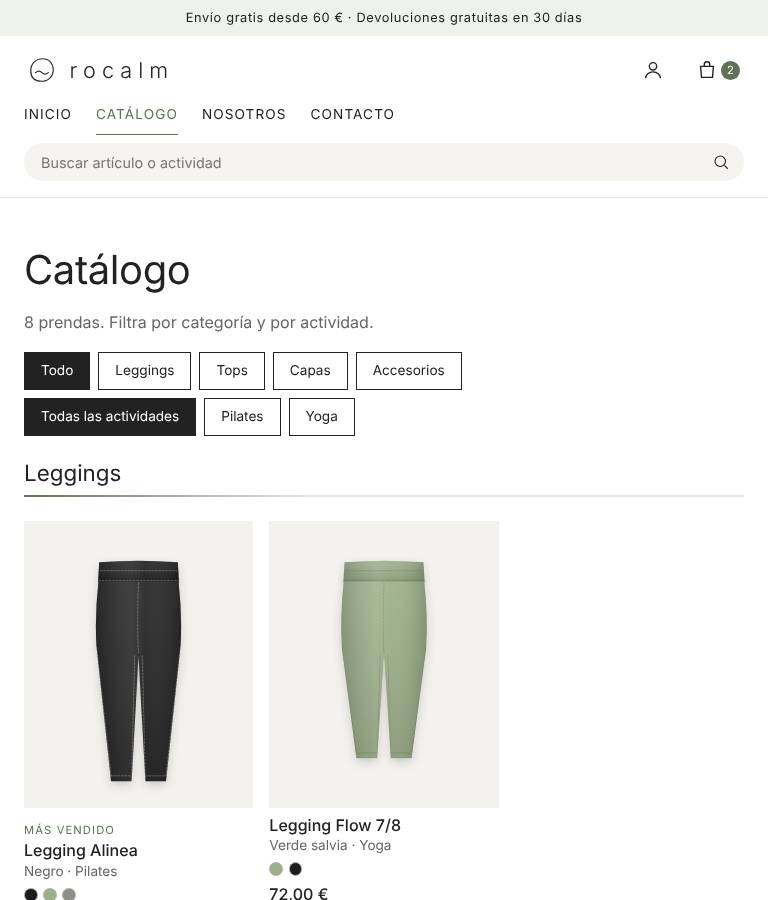 Envío gratis desde 60 € · Devoluciones gratuitas en 30 días
rocalm
2
INICIO CATÁLOGO NOSOTROS CONTACTO
Buscar artículo o actividad
Catálogo
8 prendas. Filtra por categoría y por actividad.
Todo Leggings Tops Capas Accesorios
Todas las actividades Pilates Yoga
Leggings
MÁS VENDIDO
Legging Alinea
Negro · Pilates
Legging Flow 7/8
Verde salvia · Yoga
72,00 €